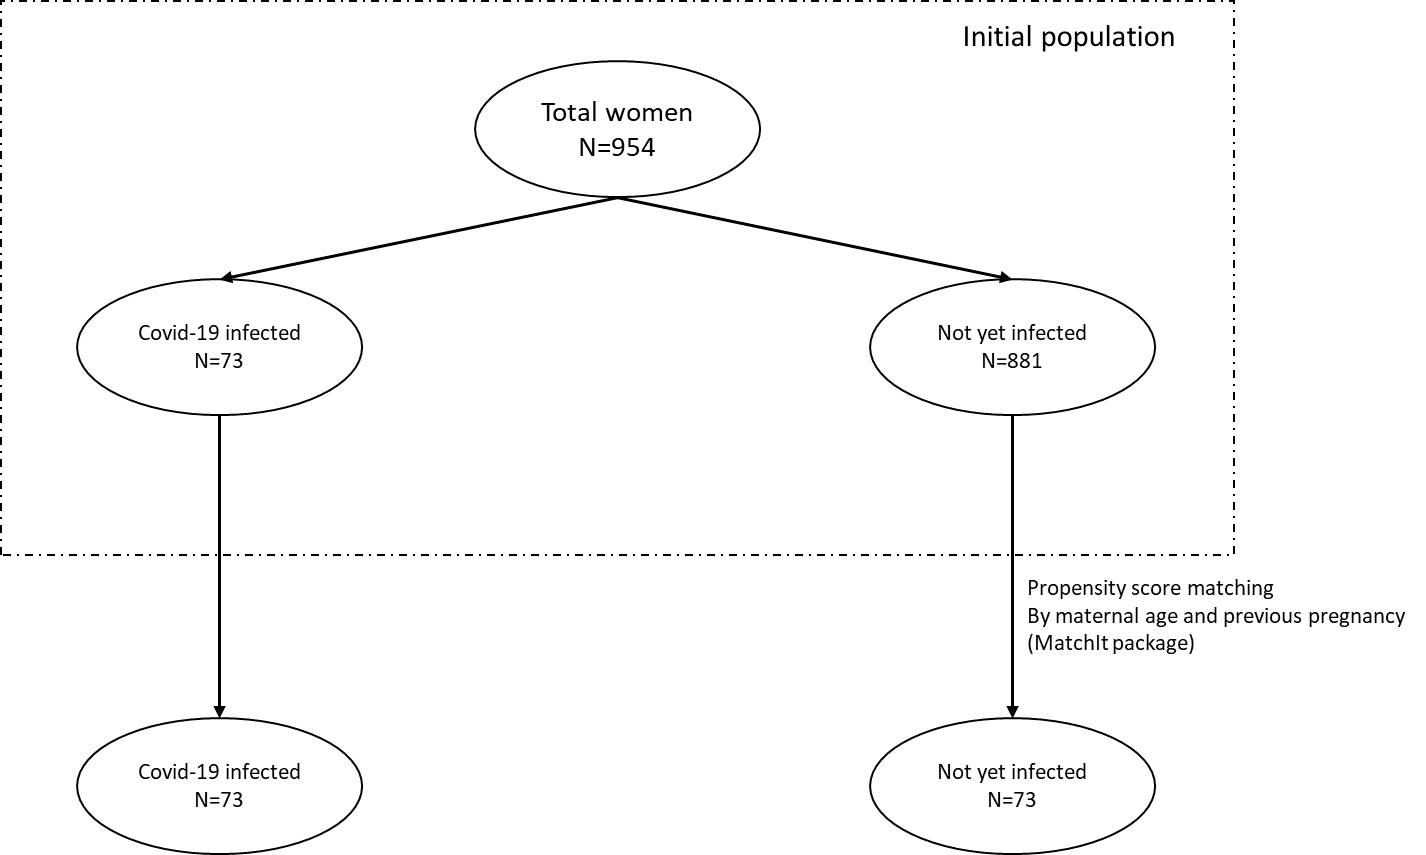 Initial population
Total women
N=954
Covid-19 infected
N=73
Not yet infected
N=881
Propensity score matching
By maternal age and previous pregnancy
(MatchIt package)
Covid-19 infected
N=73
Not yet infected
N=73